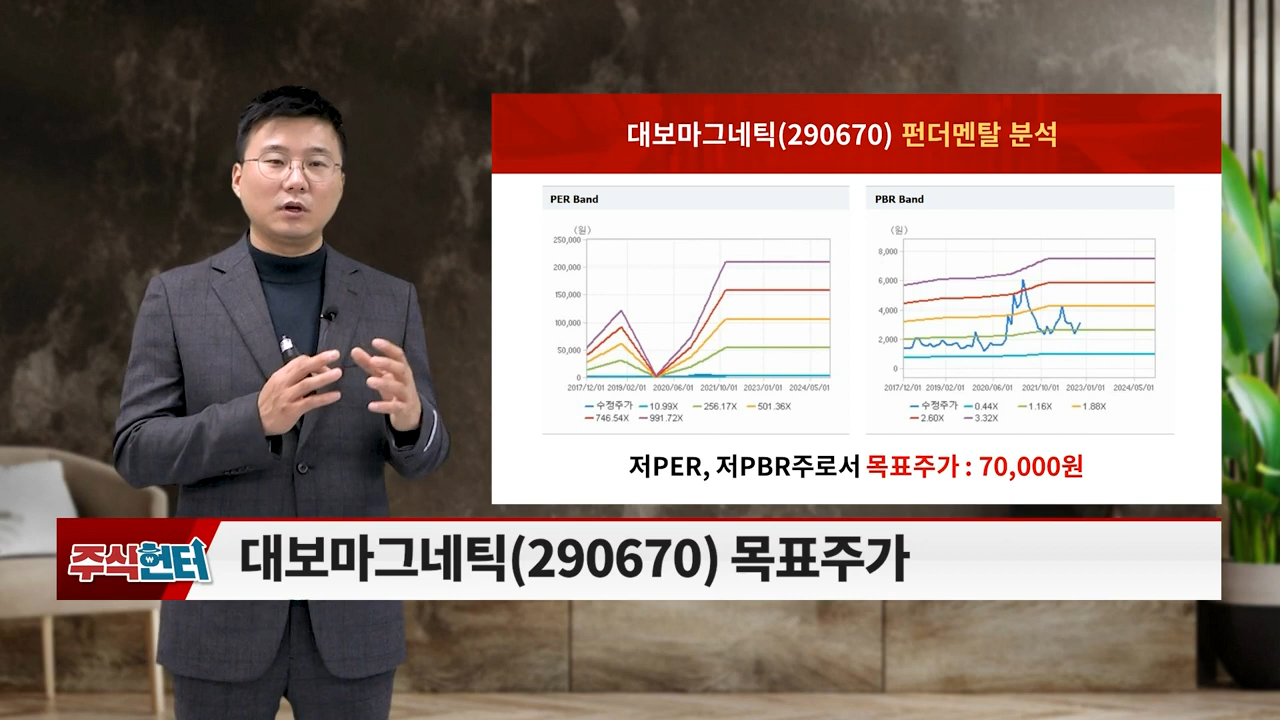 대보마그네틱(290670) 펀더멘탈 분석
PER Band
(원)
250,000
200,000
150,000
100,000
50,000
0
2017/12/01 2019/02/01 2020/06/01 2021/10/01 2023/01/01 2024/05/01
수정주가 10.99X 256.17X 501.36X
746.54X 991.72X
PBR Band
(원)
8,000
6,000
4,000
2,000
0
2017/12/01 2019/02/01 2020/06/01 2021/10/01 2023/01/01 2024/05/01
수정주가 0.44X 1.16X 1.88X
2.60X 3.32X
저PER, 저PBR주로서 목표주가 : 70,000원
주식헌터
대보마그네틱(290670) 목표주가